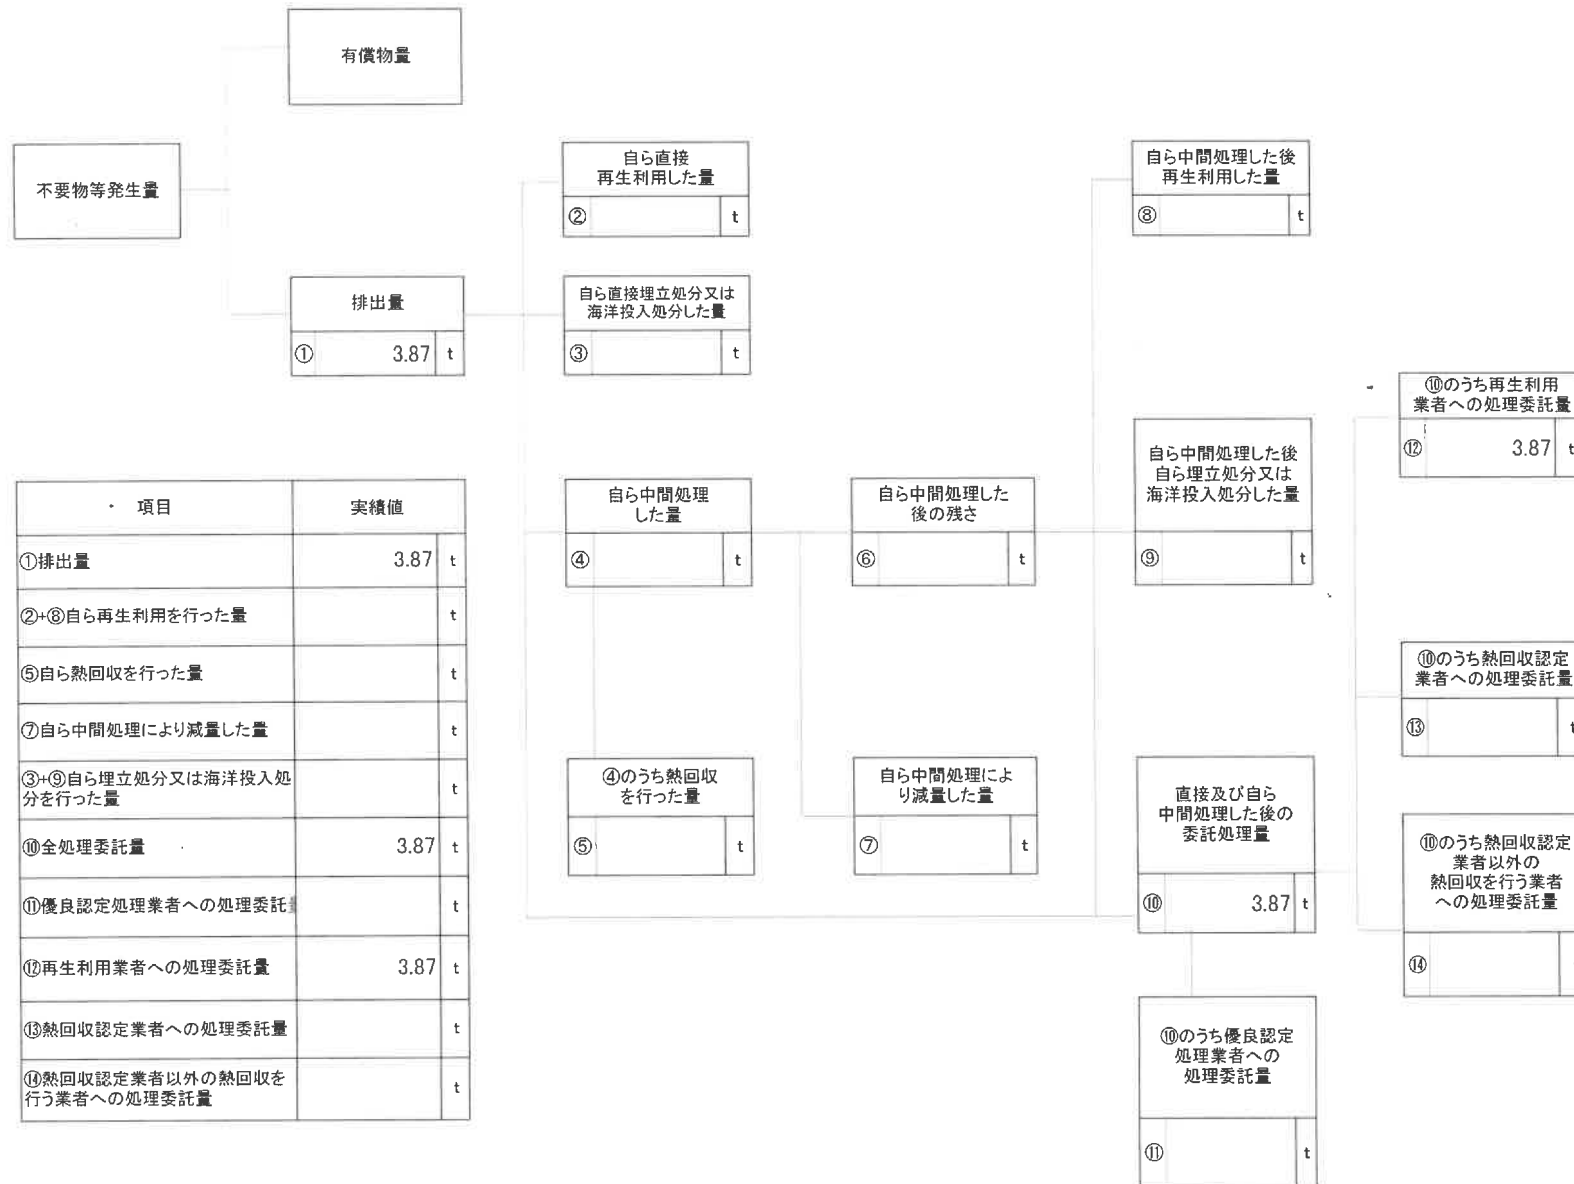 有償物量
不要物等発生量
排出量
① 3.87 t
自ら直接
再生利用した量
② t
自ら直接埋立処分又は
海洋投入処分した量
③ t
自ら中間処理
した量
④ t
④のうち熱回収
を行った量
⑤ t
自ら中間処理した
後の残さ
⑥ t
自ら中間処理によ
り減量した量
⑦ t
自ら中間処理した後
再生利用した量
⑧ t
自ら中間処理した後
自ら埋立処分又は
海洋投入処分した量
⑨ t
直接及び自ら
中間処理した後の
委託処理量
⑩ 3.87 t
⑩のうち優良認定
処理業者への
処理委託量
⑪ t
⑩のうち再生利用
業者への処理委託量
⑫ 3.87 t
⑩のうち熱回収認定
業者への処理委託量
⑬ t
⑩のうち熱回収認定
業者以外の
熱回収を行う業者
への処理委託量
⑭
項目 実績値
①排出量 3.87 t
②+⑧自ら再生利用を行った量 t
⑤自ら熱回収を行った量 t
⑦自ら中間処理により減量した量 t
③+⑨自ら埋立処分又は海洋投入処
分を行った量 t
⑩全処理委託量 3.87 t
⑪優良認定処理業者への処理委託 t
⑫再生利用業者への処理委託量 3.87 t
⑬熱回収認定業者への処理委託量 t
⑭熱回収認定業者以外の熱回収を
行う業者への処理委託量 t